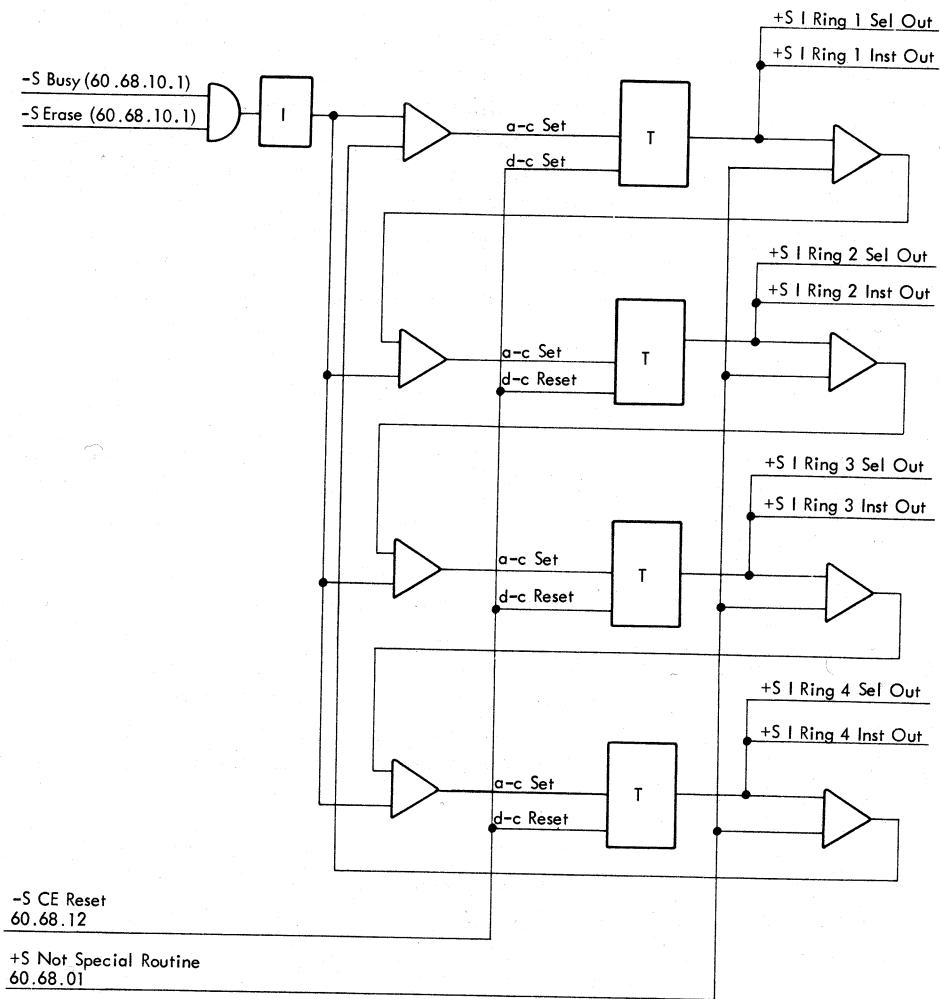 +S I Ring 1 Sel Out
+S I Ring 1 Inst Out
-S Busy (60.68.10.1)
-S Erase (60.68.10.1)
I
a-c Set
T
d-c Set
+S I Ring 2 Sel Out
+S I Ring 2 Inst Out
a-c Set
T
d-c Reset
+S I Ring 3 Sel Out
+S I Ring 3 Inst Out
a-c Set
T
d-c Reset
+S I Ring 4 Sel Out
+S I Ring 4 Inst Out
a-c Set
T
d-c Reset
-S CE Reset
60.68.12
+S Not Special Routine
60.68.01